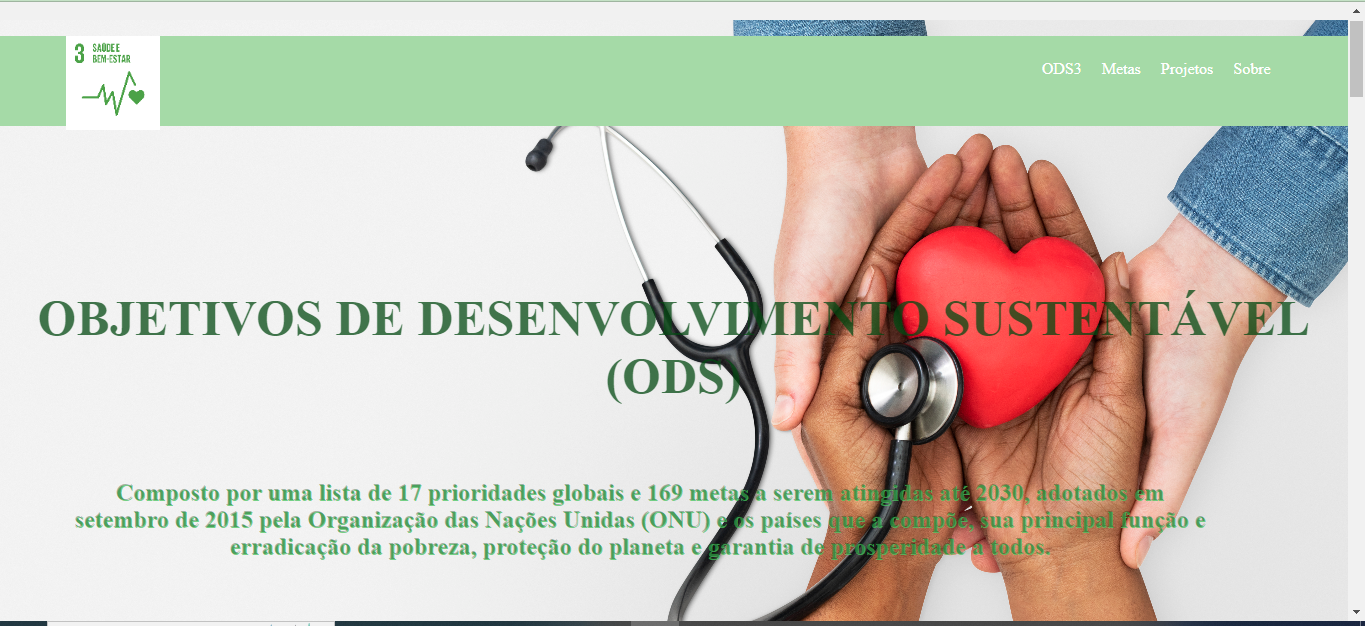 3 SAÚDE E
BEM-ESTAR
ODS3 Metas Projetos Sobre
OBJETIVOS DE DESENVOLVIMENTO SUSTENTÁVEL
(ODS)
Composto por uma lista de 17 prioridades globais e 169 metas a serem atingidas até 2030, adotados em
setembro de 2015 pela Organização das Nações Unidas (ONU) e os países que a compõe, sua principal função e
erradicação da pobreza, proteção do planeta e garantia de prosperidade a todos.